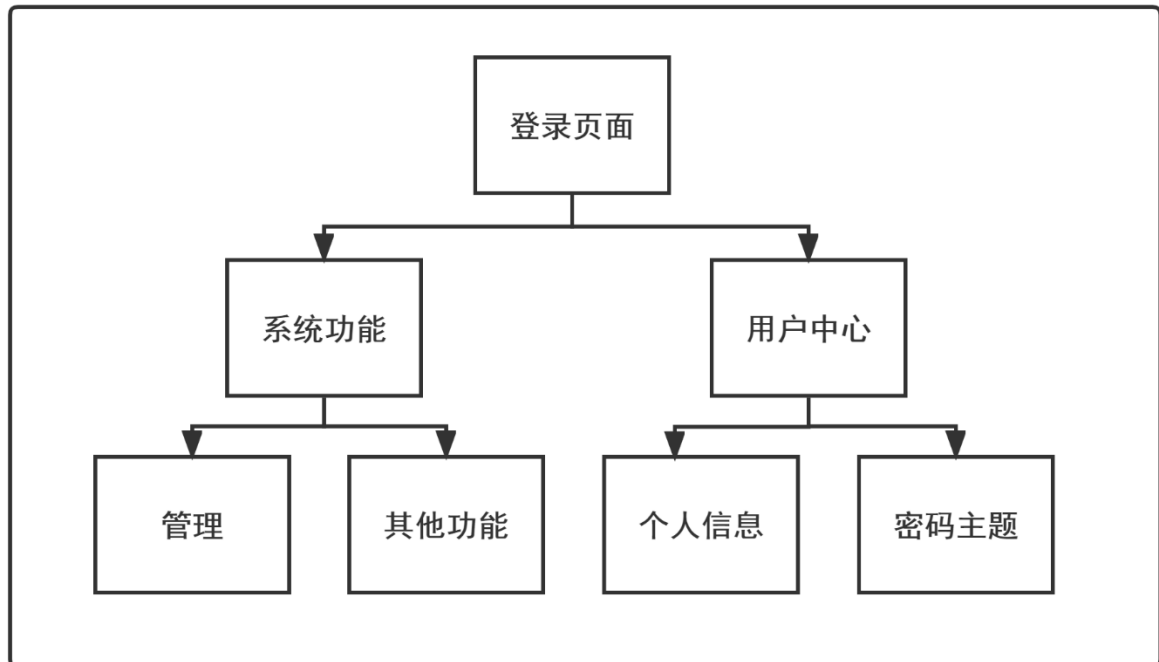 登录页面
系统功能
用户中心
管理
其他功能
个人信息
密码主题